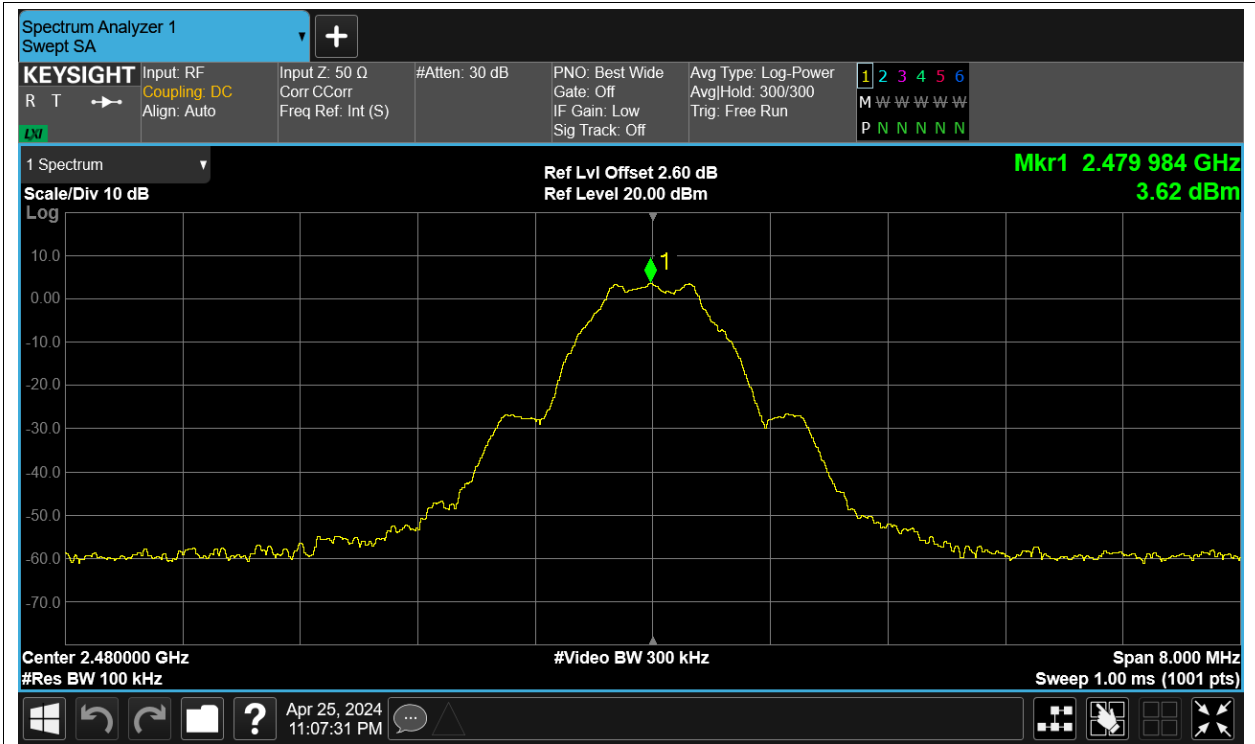 Spectrum Analyzer 1
Swept SA
KEYSIGHT
R T
LXI
Input: RF
Coupling: DC
Align: Auto
Input Z: 50 Ω
Corr CCorr
Freq Ref: Int (S)
#Atten: 30 dB
PNO: Best Wide
Gate: Off
IF Gain: Low
Sig Track: Off
Avg Type: Log-Power
Avg|Hold: 300/300
Trig: Free Run
1 2 3 4 5 6
M W W W W W
P N N N N N
1 Spectrum
Scale/Div 10 dB
Log
Ref Lvl Offset 2.60 dB
Ref Level 20.00 dBm
Mkr1 2.479 984 GHz
3.62 dBm
1
10.0
0.00
-10.0
-20.0
-30.0
-40.0
-50.0
-60.0
-70.0
Center 2.480000 GHz
#Res BW 100 kHz
#Video BW 300 kHz
Span 8.000 MHz
Sweep 1.00 ms (1001 pts)
?
Apr 25, 2024
11:07:31 PM